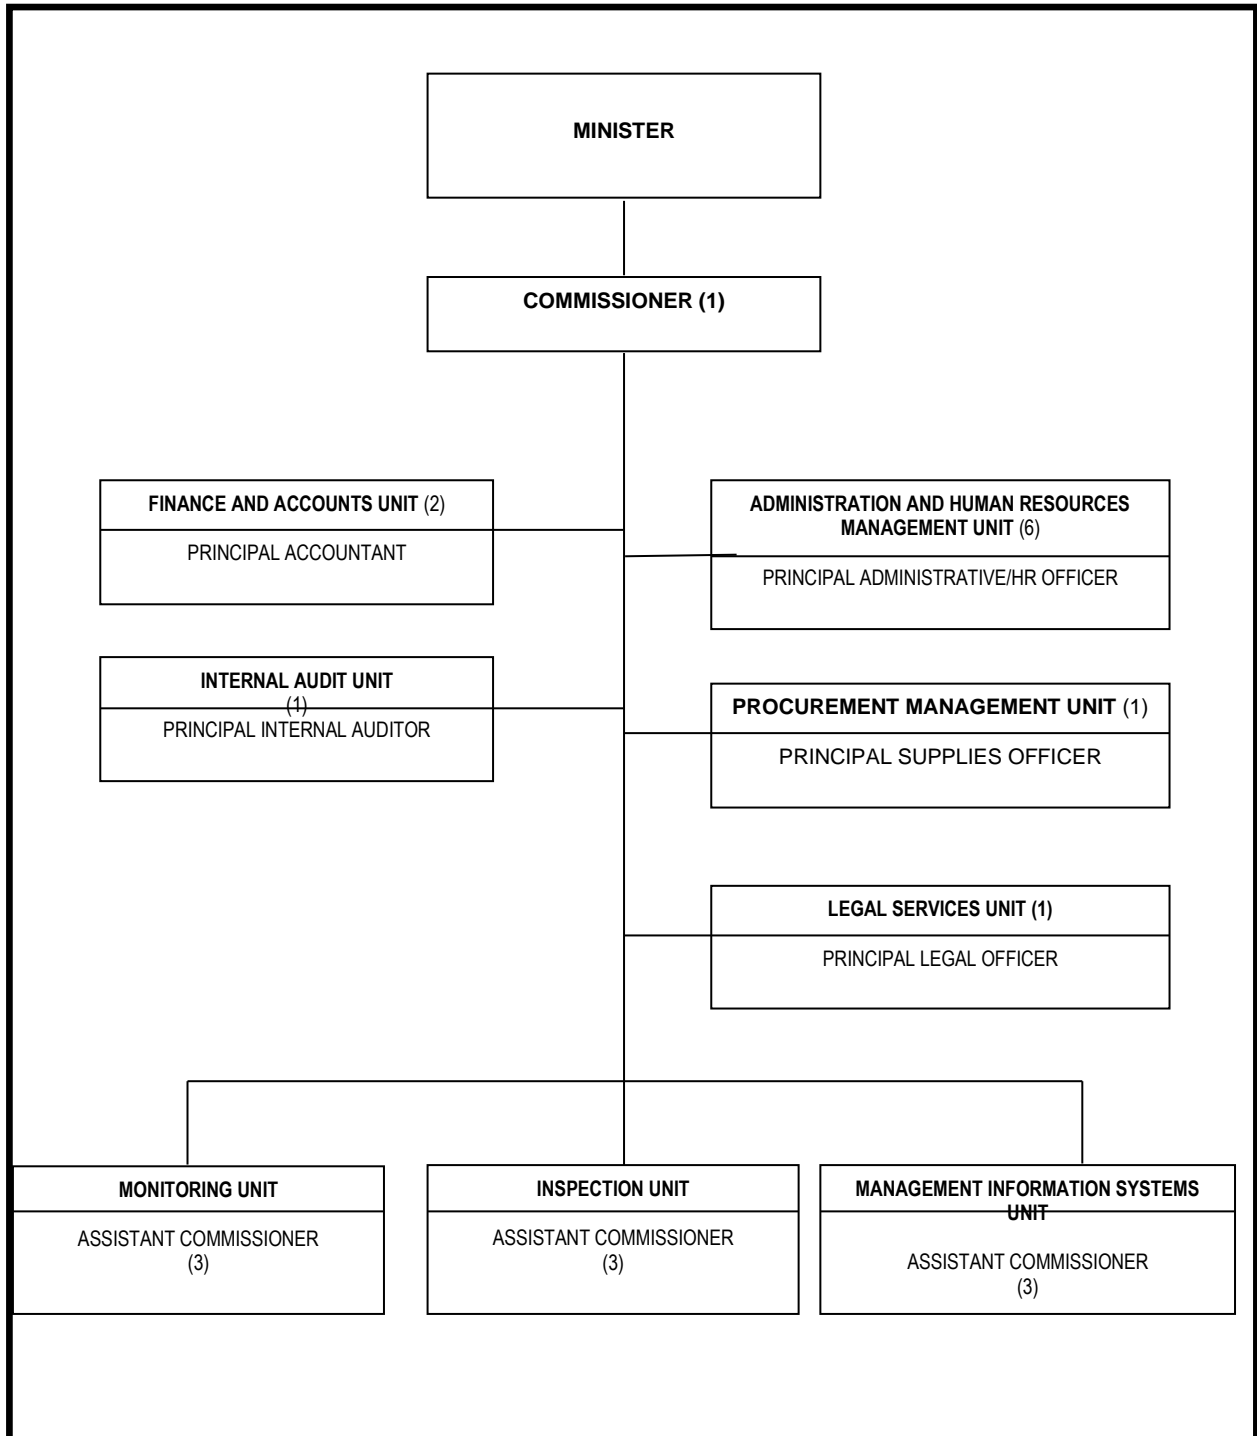 MINISTER
COMMISSIONER (1)
FINANCE AND ACCOUNTS UNIT (2)
PRINCIPAL ACCOUNTANT
ADMINISTRATION AND HUMAN RESOURCES
MANAGEMENT UNIT (6)
PRINCIPAL ADMINISTRATIVE/HR OFFICER
INTERNAL AUDIT UNIT
(1)
PRINCIPAL INTERNAL AUDITOR
PROCUREMENT MANAGEMENT UNIT (1)
PRINCIPAL SUPPLIES OFFICER
LEGAL SERVICES UNIT (1)
PRINCIPAL LEGAL OFFICER
MONITORING UNIT
ASSISTANT COMMISSIONER
(3)
INSPECTION UNIT
ASSISTANT COMMISSIONER
(3)
MANAGEMENT INFORMATION SYSTEMS
UNIT
ASSISTANT COMMISSIONER
(3)